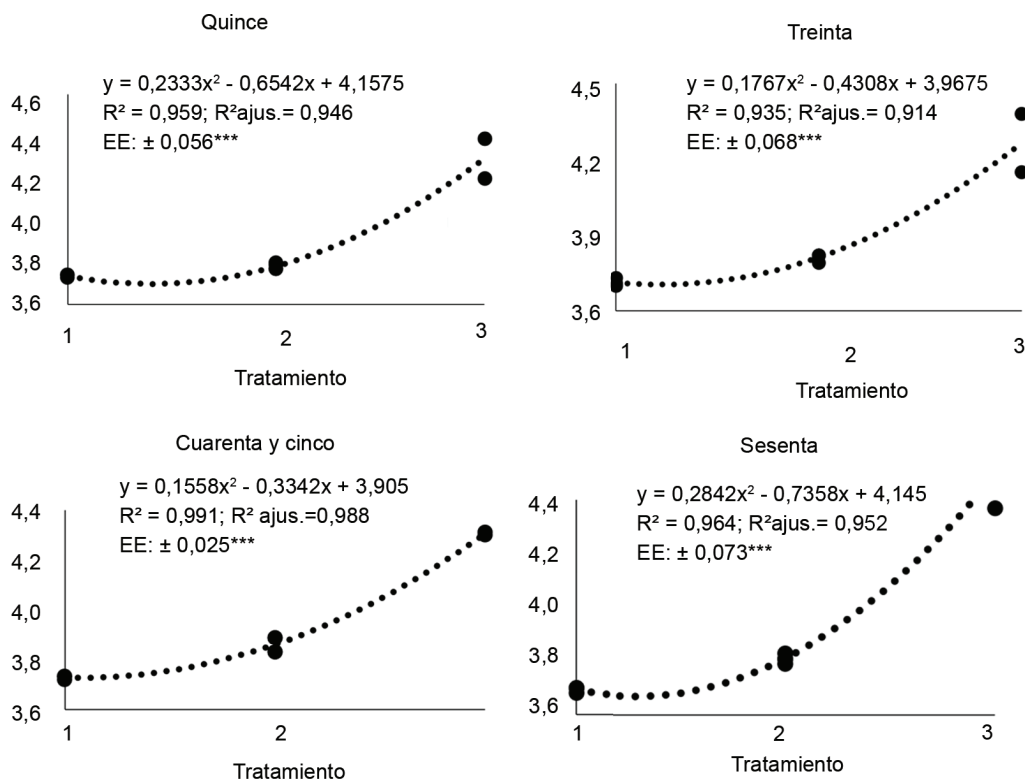 Quince
y = 0,2333x² - 0,6542x + 4,1575
R² = 0,959; R²ajus.= 0,946
EE: ± 0,056***
4,6
4,4
4,2
4,0
3,8
3,6
1
2
3
Tratamiento
Treinta
y = 0,1767x² - 0,4308x + 3,9675
R² = 0,935; R²ajus.= 0,914
EE: ± 0,068***
4,5
4,2
3,9
3,6
1
2
3
Tratamiento
Cuarenta y cinco
y = 0,1558x² - 0,3342x + 3,905
R² = 0,991; R² ajus.=0,988
EE: ± 0,025***
4,4
4,2
4,0
3,8
3,6
1
2
Tratamiento
Sesenta
y = 0,2842x² - 0,7358x + 4,145
R² = 0,964; R²ajus.= 0,952
EE: ± 0,073***
4,4
4,2
4,0
3,8
3,6
1
2
3
Tratamiento